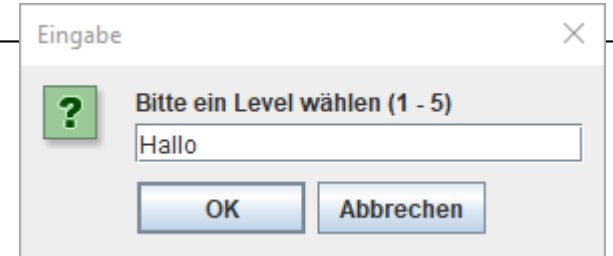 Eingabe
?
Bitte ein Level wählen (1 - 5)
Hallo
OK
Abbrechen